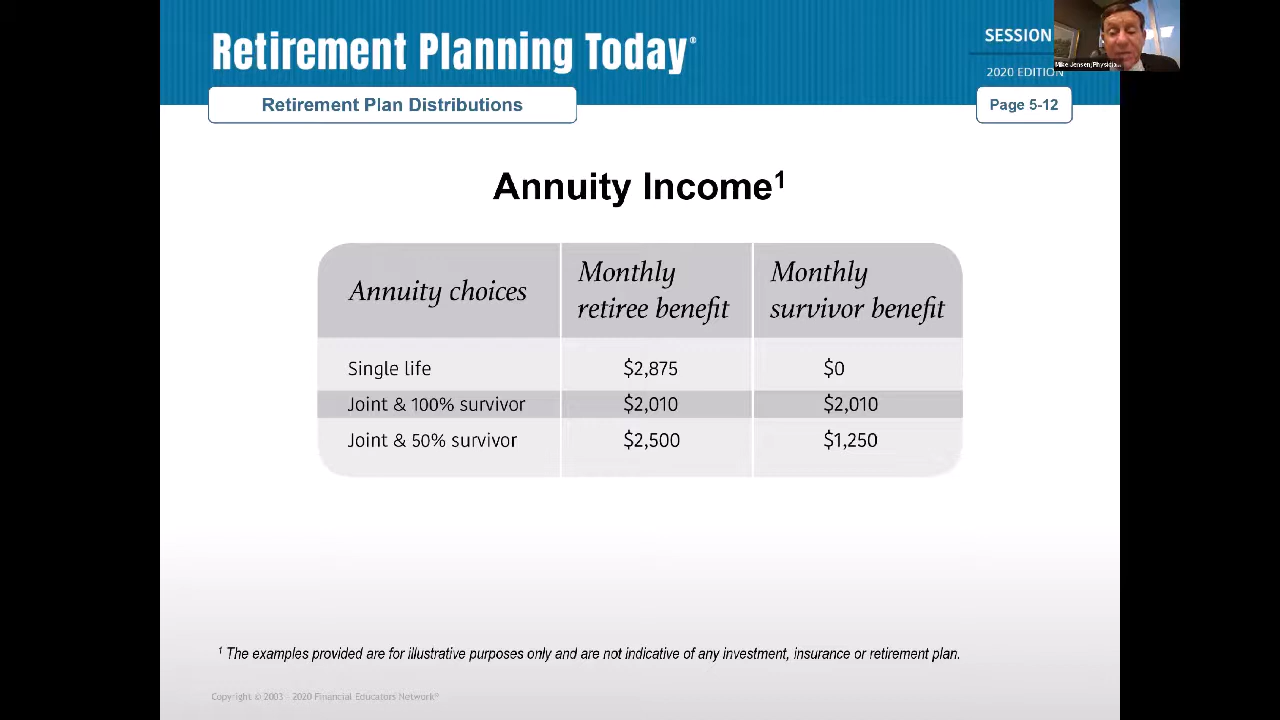 Retirement Planning Today®
SESSION
2020 EDITION
Mike Jensen, Physicia...
Retirement Plan Distributions
Page 5-12
Annuity Income¹
Annuity choices
Monthly
retiree benefit
Monthly
survivor benefit
Single life $2,875 $0
Joint & 100% survivor $2,010 $2,010
Joint & 50% survivor $2,500 $1,250
¹ The examples provided are for illustrative purposes only and are not indicative of any investment, insurance or retirement plan.
Copyright © 2003 - 2020 Financial Educators Network®